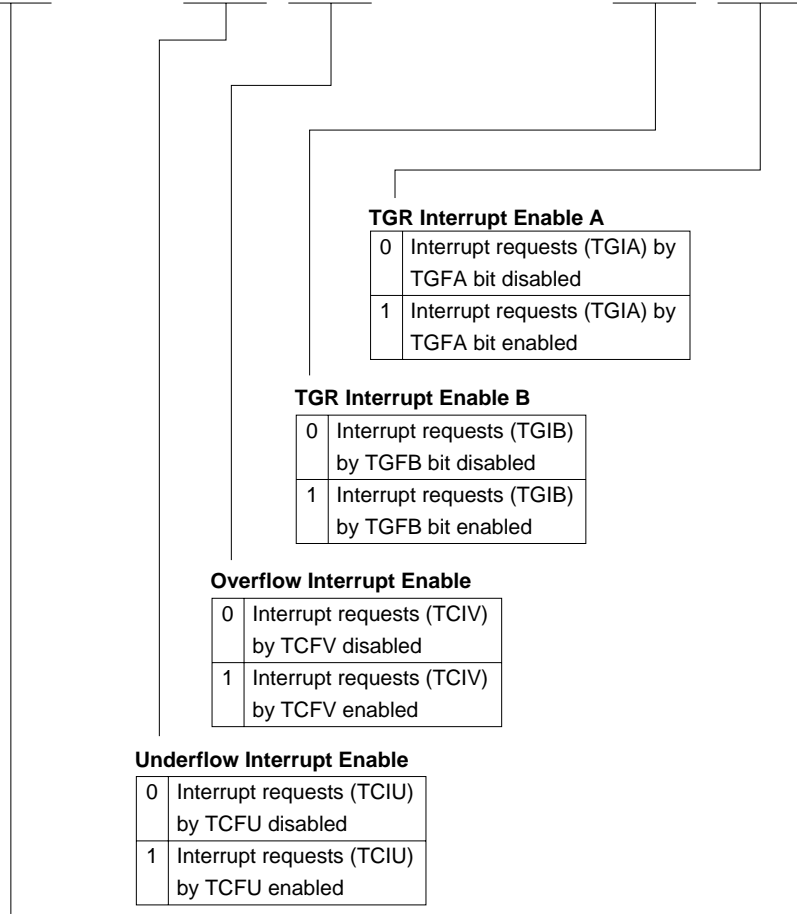 TGR Interrupt Enable A
0 Interrupt requests (TGIA) by
TGFA bit disabled
1 Interrupt requests (TGIA) by
TGFA bit enabled
TGR Interrupt Enable B
0 Interrupt requests (TGIB)
by TGFB bit disabled
1 Interrupt requests (TGIB)
by TGFB bit enabled
Overflow Interrupt Enable
0 Interrupt requests (TCIV)
by TCFV disabled
1 Interrupt requests (TCIV)
by TCFV enabled
Underflow Interrupt Enable
0 Interrupt requests (TCIU)
by TCFU disabled
1 Interrupt requests (TCIU)
by TCFU enabled